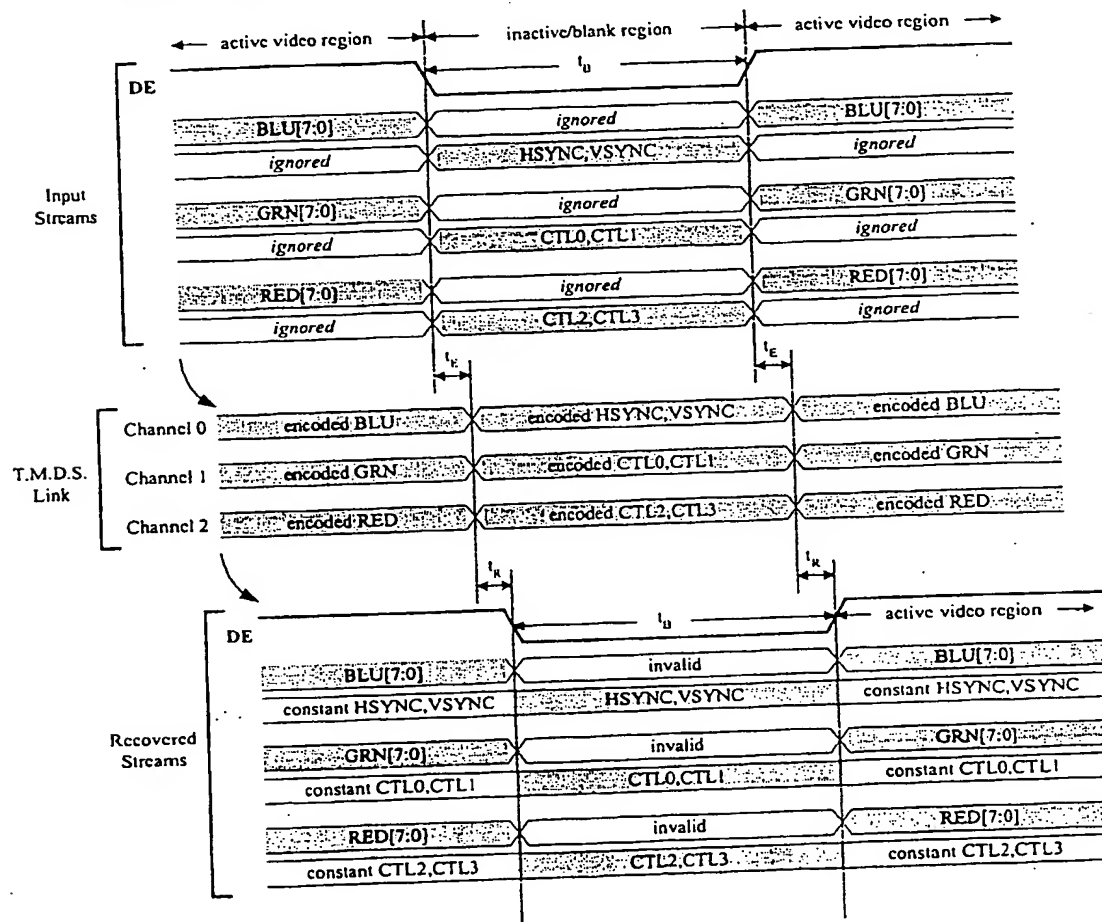 active video region inactive/blank region active video region
t_B
DE
BLU[7:0] ignored BLU[7:0]
ignored HSYNC,VSYNC ignored
Input
Streams
GRN[7:0] ignored GRN[7:0]
ignored CTL0,CTL1 ignored
RED[7:0] ignored RED[7:0]
ignored CTL2,CTL3 ignored
t_E t_E
Channel 0 encoded BLU encoded HSYNC,VSYNC encoded BLU
T.M.D.S.
Link
Channel 1 encoded GRN encoded CTL0,CTL1 encoded GRN
Channel 2 encoded RED encoded CTL2,CTL3 encoded RED
t_R t_R
DE t_B active video region
BLU[7:0] invalid BLU[7:0]
constant HSYNC,VSYNC HSYNC,VSYNC constant HSYNC,VSYNC
Recovered
Streams
GRN[7:0] invalid GRN[7:0]
constant CTL0,CTL1 CTL0,CTL1 constant CTL0,CTL1
RED[7:0] invalid RED[7:0]
constant CTL2,CTL3 CTL2,CTL3 constant CTL2,CTL3